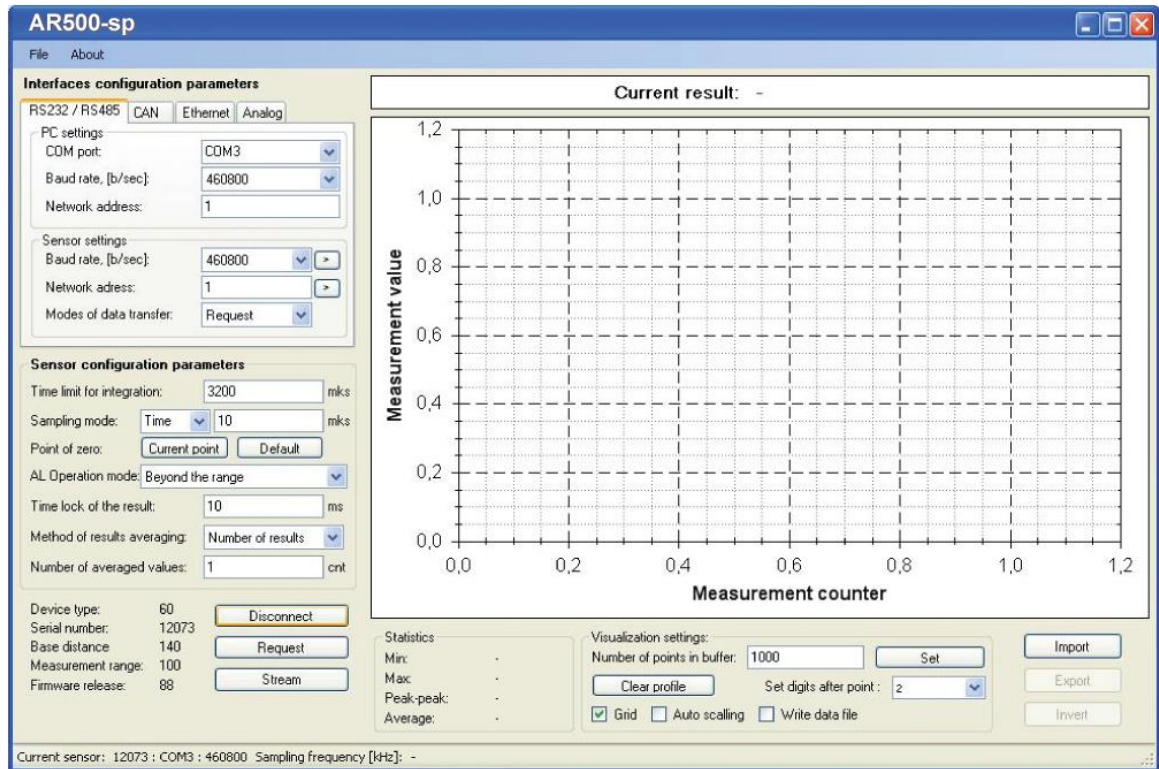 AR500-sp
File About
Interfaces configuration parameters
RS232 / RS485 CAN Ethernet Analog
PC settings
COM port: COM3
Baud rate, [b/sec]: 460800
Network address: 1
Sensor settings
Baud rate, [b/sec]: 460800 >
Network adress: 1 >
Modes of data transfer: Request
Sensor configuration parameters
Time limit for integration: 3200 mks
Sampling mode: Time 10 mks
Point of zero: Current point Default
AL Operation mode: Beyond the range
Time lock of the result: 10 ms
Method of results averaging: Number of results
Number of averaged values: 1 cnt
Device type: 60
Serial number: 12073
Base distance 140
Measurement range: 100
Firmware release: 88
Disconnect
Request
Stream
Current result: -
Measurement value
1,2
1,0
0,8
0,6
0,4
0,2
0,0
0,0 0,2 0,4 0,6 0,8 1,0 1,2
Measurement counter
Statistics
Min: -
Max: -
Peak-peak: -
Average: -
Visualization settings:
Number of points in buffer: 1000 Set
Clear profile Set digits after point : 2
Grid Auto scalling Write data file
Import
Export
Invert
Current sensor: 12073 : COM3 : 460800 Sampling frequency [kHz]: -